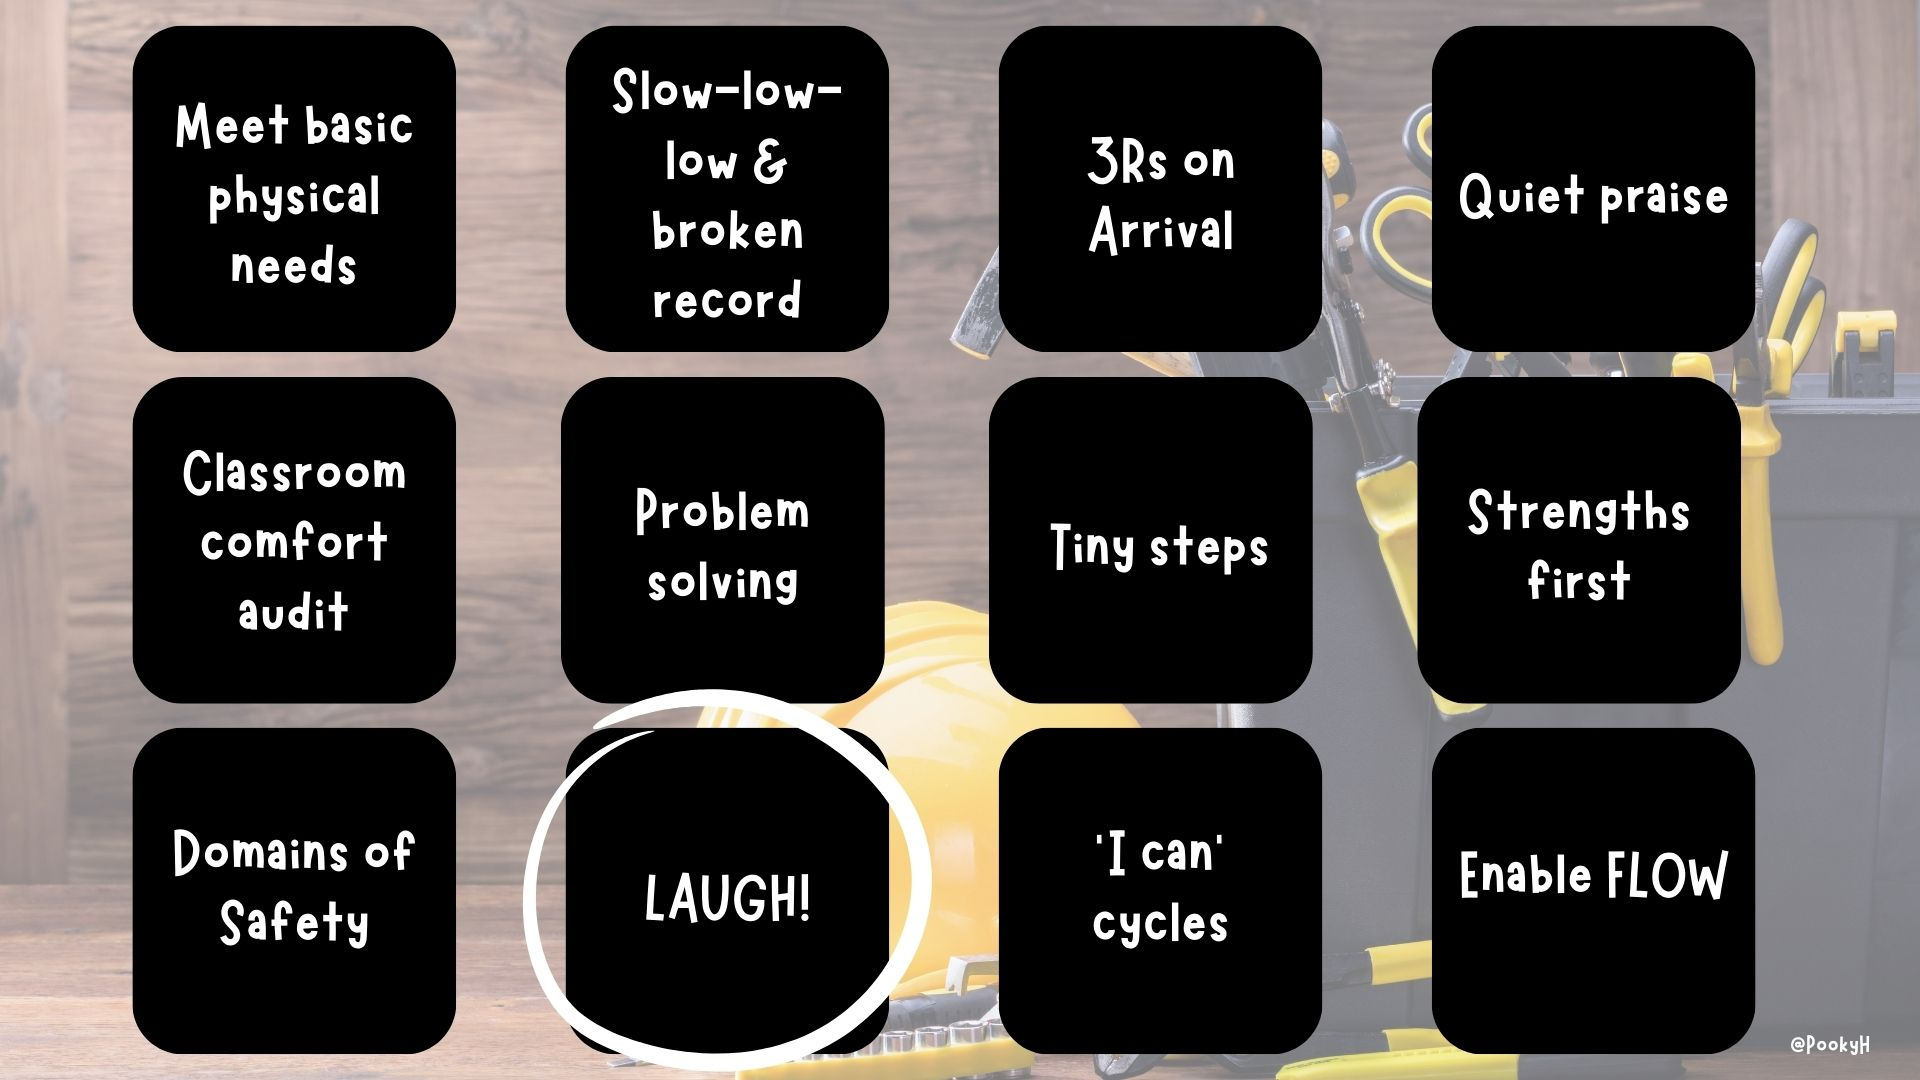 Meet basic
physical
needs
Slow-low-
low &
broken
record
3Rs on
Arrival
Quiet praise
Classroom
comfort
audit
Problem
solving
Tiny steps
Strengths
first
Domains of
Safety
LAUGH!
'I can'
cycles
Enable FLOW
@PookyH